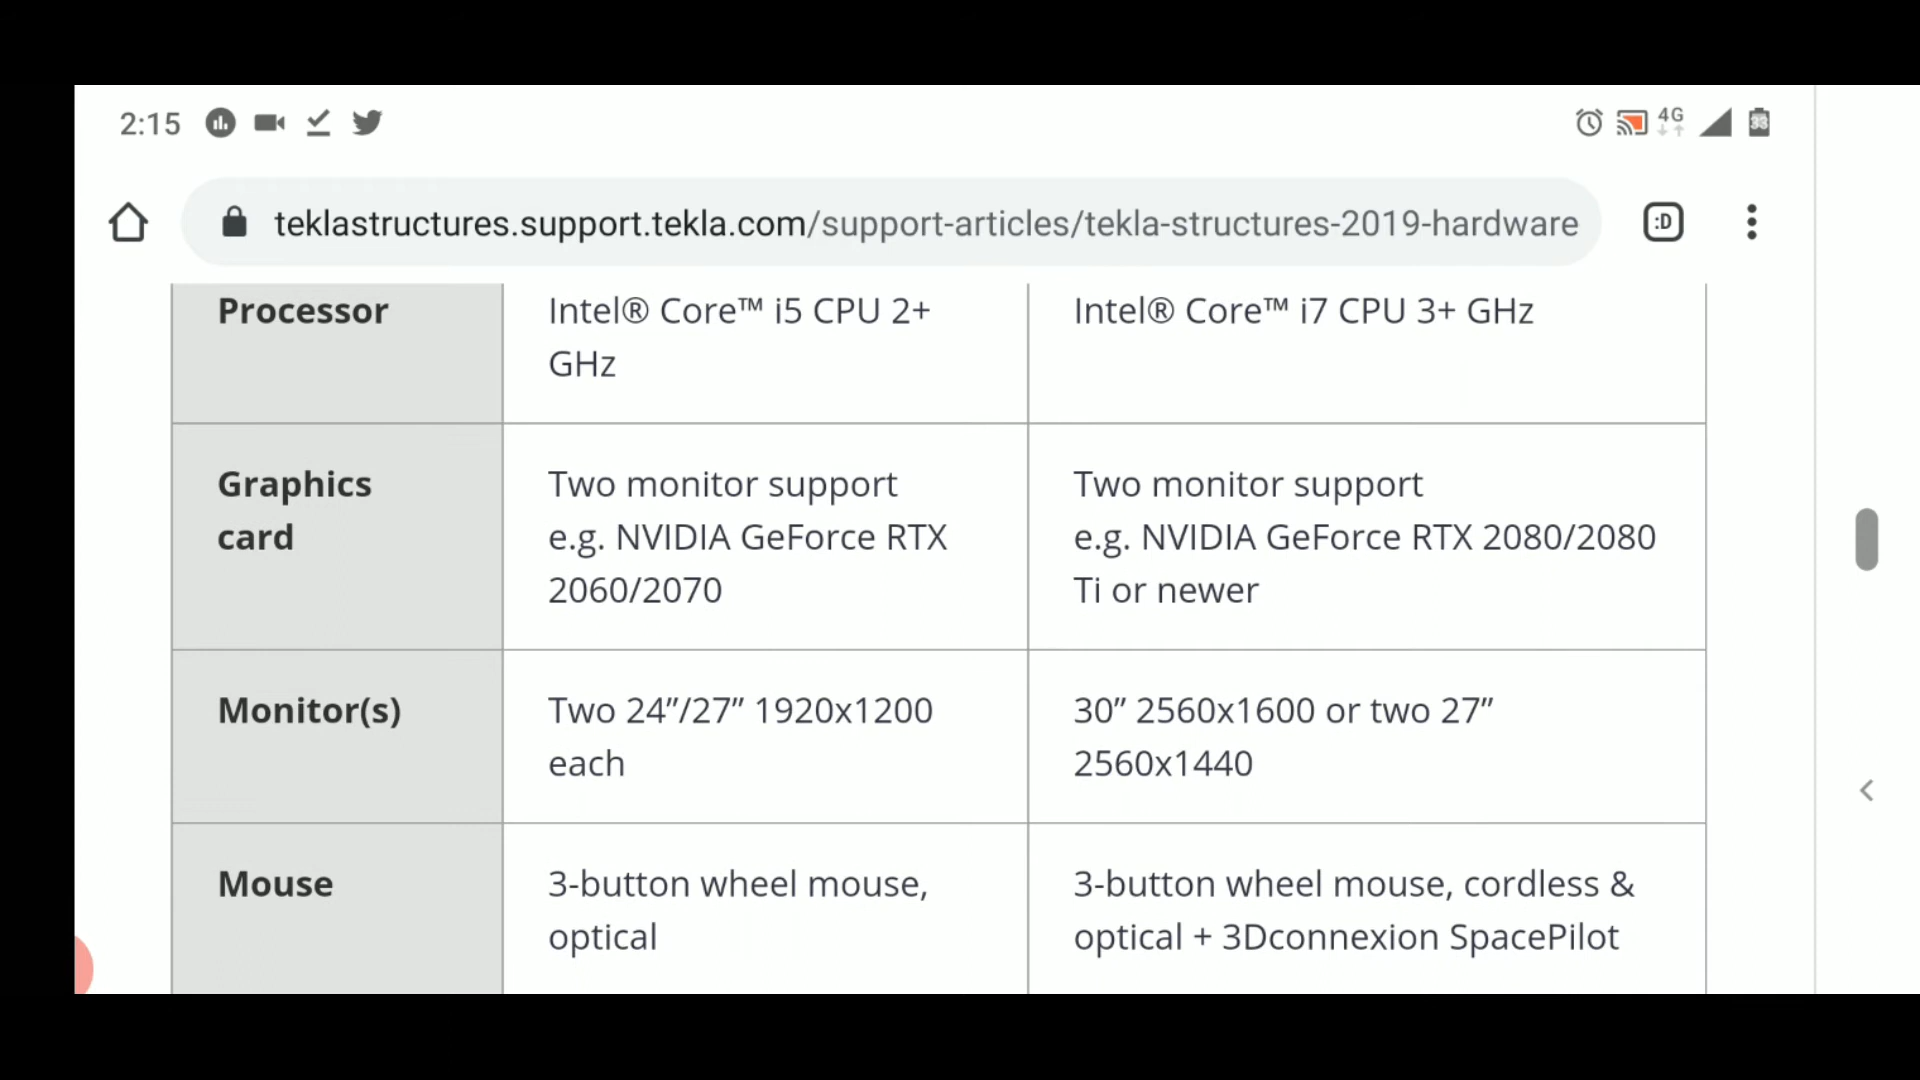 2:15
4G
33
teklastructures.support.tekla.com/support-articles/tekla-structures-2019-hardware
:D
Processor
Intel® Core™ i5 CPU 2+
GHz
Intel® Core™ i7 CPU 3+ GHz
Graphics
card
Two monitor support
e.g. NVIDIA GeForce RTX
2060/2070
Two monitor support
e.g. NVIDIA GeForce RTX 2080/2080
Ti or newer
Monitor(s)
Two 24”/27” 1920x1200
each
30” 2560x1600 or two 27”
2560x1440
Mouse
3-button wheel mouse,
optical
3-button wheel mouse, cordless &
optical + 3Dconnexion SpacePilot